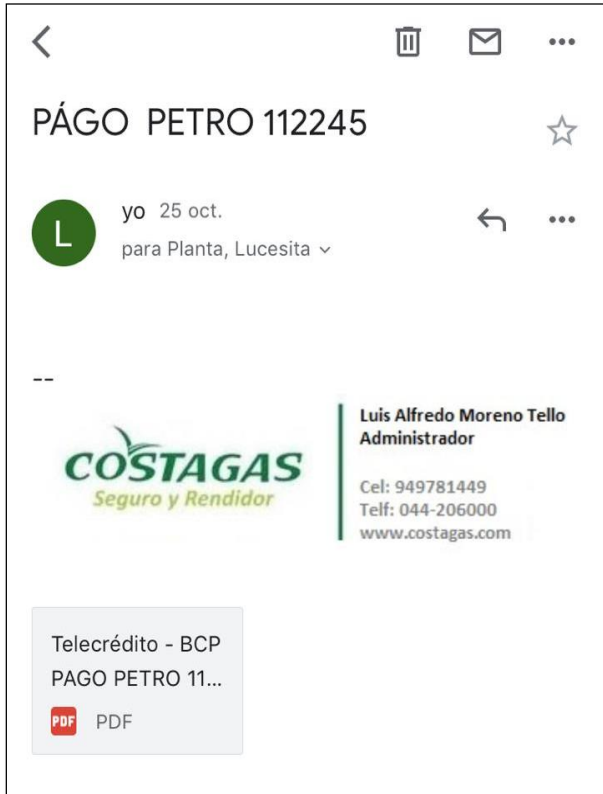 PÁGO PETRO 112245
L
yo 25 oct.
para Planta, Lucesita
--
COSTAGAS
Seguro y Rendidor
Luis Alfredo Moreno Tello
Administrador
Cel: 949781449
Telf: 044-206000
www.costagas.com
Telecrédito - BCP
PAGO PETRO 11...
PDF PDF